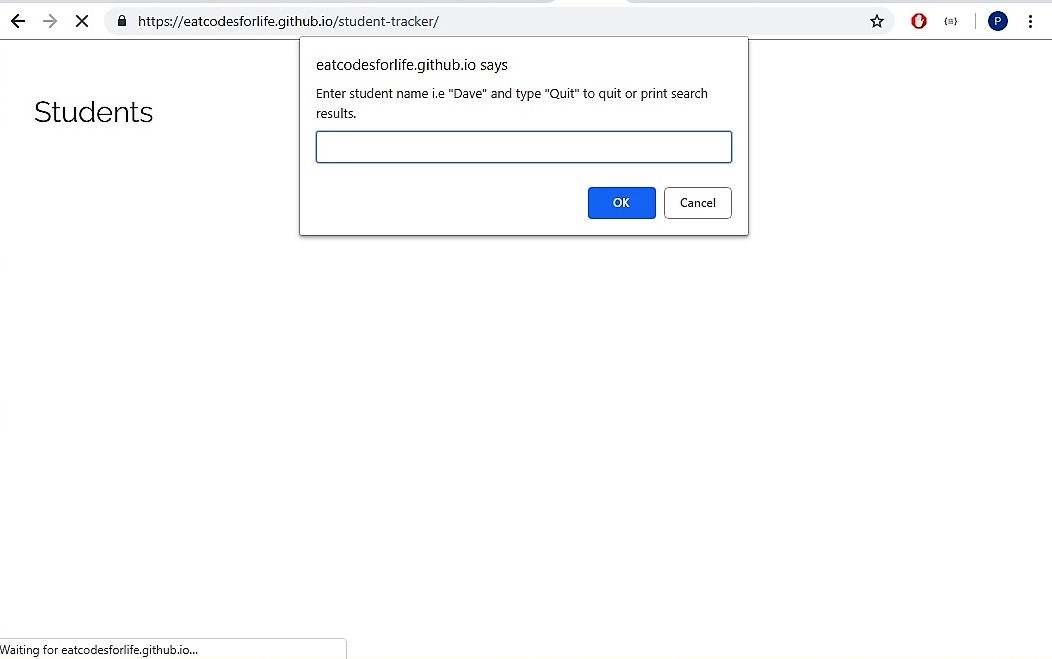 https://eatcodesforlife.github.io/student-tracker/
P
eatcodesforlife.github.io says
Enter student name i.e "Dave" and type "Quit" to quit or print search
results.
Students
OK
Cancel
Waiting for eatcodesforlife.github.io...